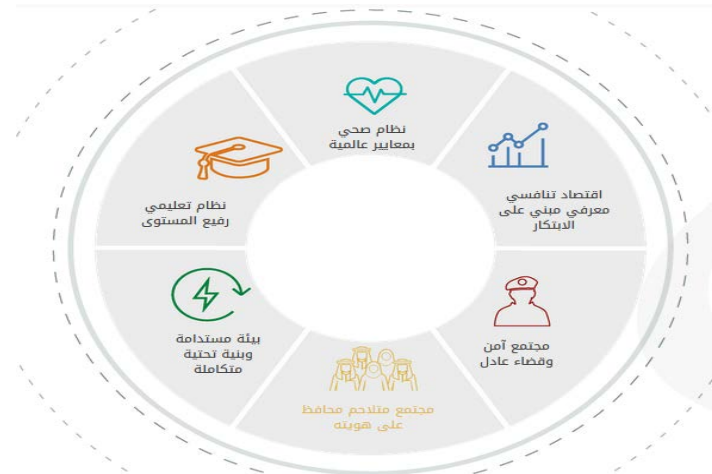 نظام صحي
بمعايير عالمية
اقتصاد تنافسي
معرفي مبني على
الابتكار
مجتمع آمن
وقضاء عادل
مجتمع متلاحم محافظ
على هويته
بيئة مستدامة
وبنية تحتية
متكاملة
نظام تعليمي
رفيع المستوى